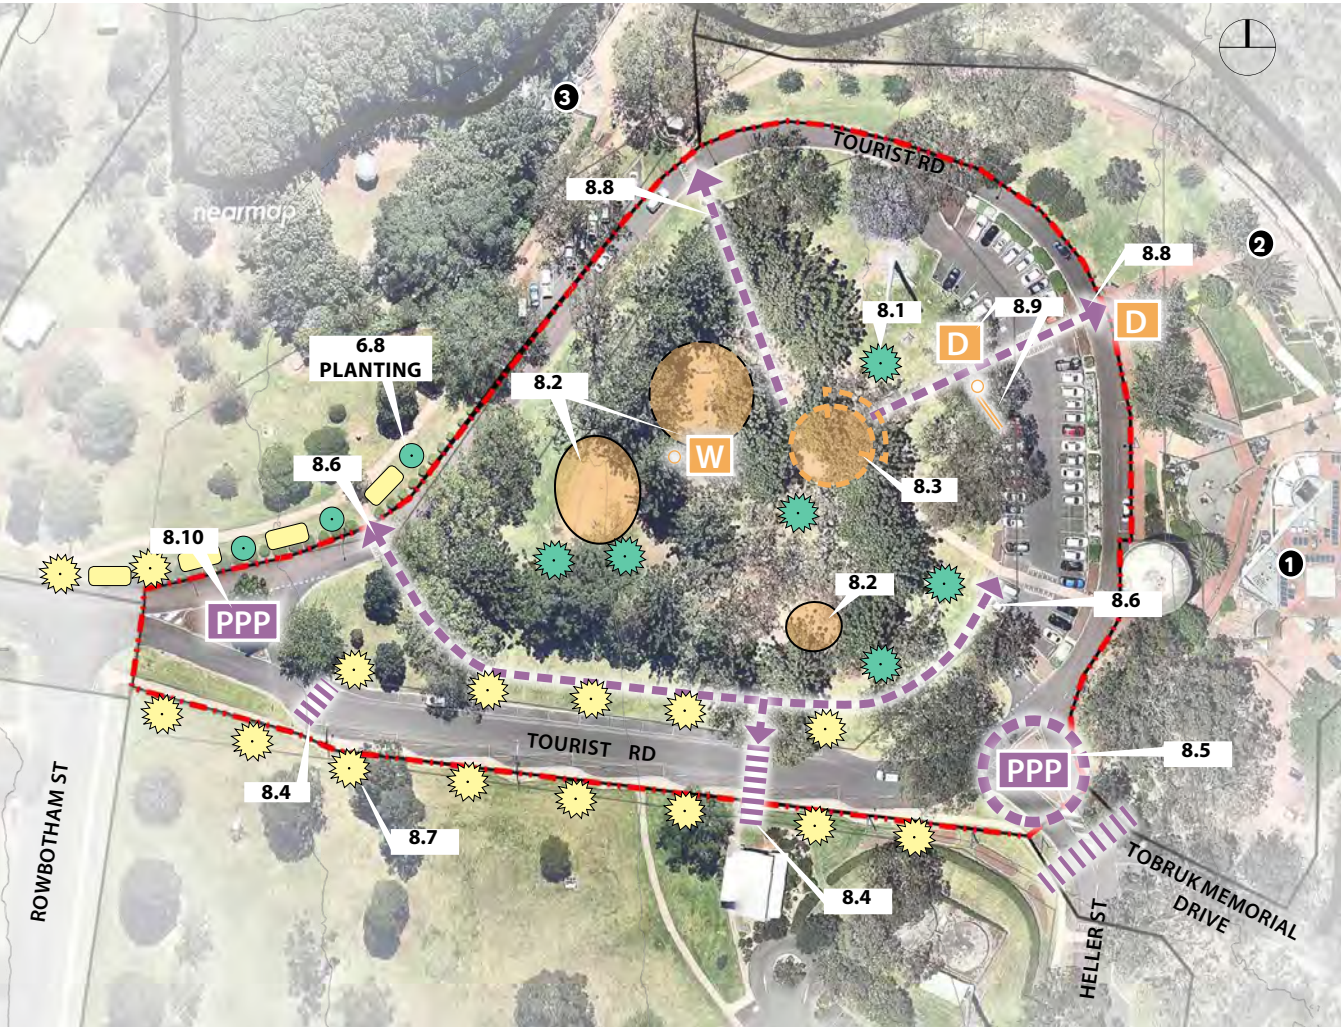 3
TOURIST RD
nearmap
8.8
2
8.8
8.1
8.9
D
D
6.8
PLANTING
8.2
W
8.6
8.3
8.10
1
PPP
8.2
8.6
TOURIST RD
8.5
PPP
8.4
8.7
ROWBOTHAM ST
8.4
TOBRUK MEMORIAL
DRIVE
HELLER ST